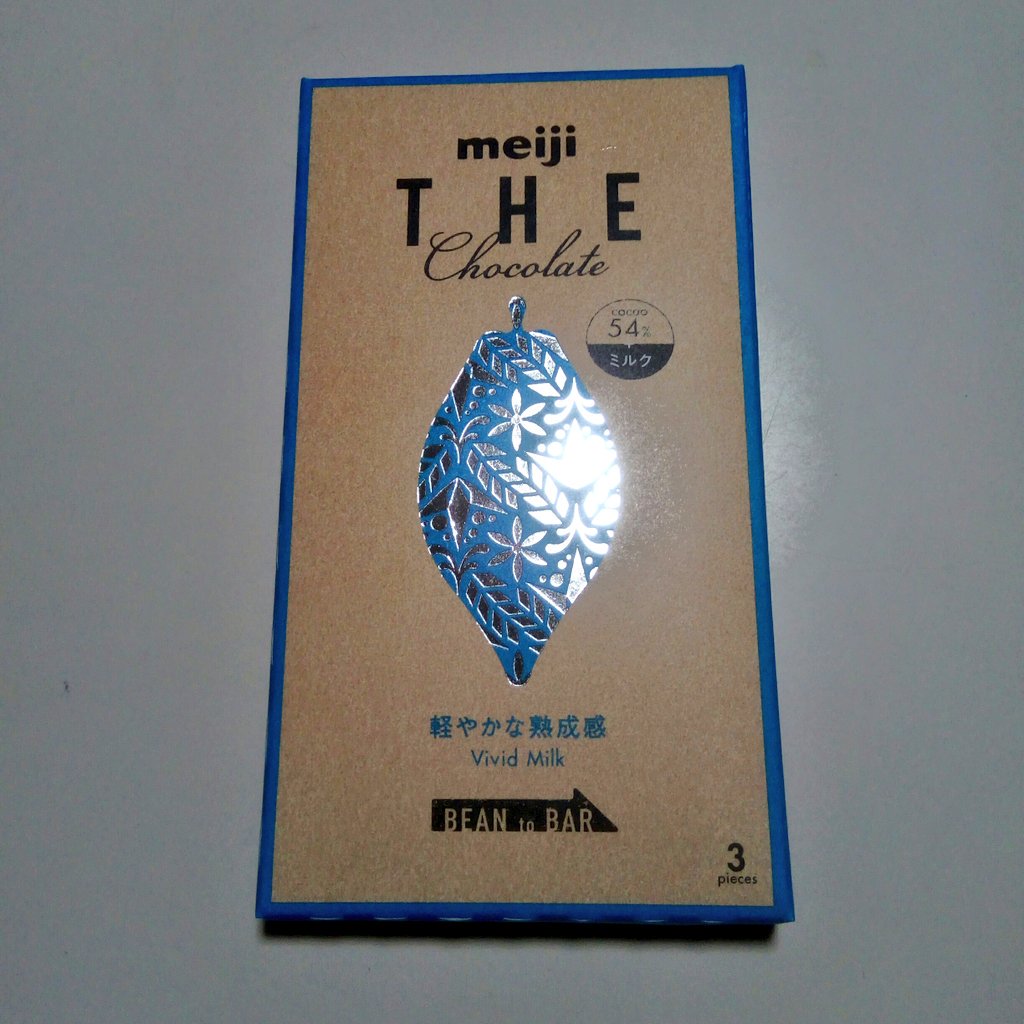 meiji
THE
Chocolate
cacao
54%
ミルク
軽やかな熟成感
Vivid Milk
BEAN to BAR
3
pieces